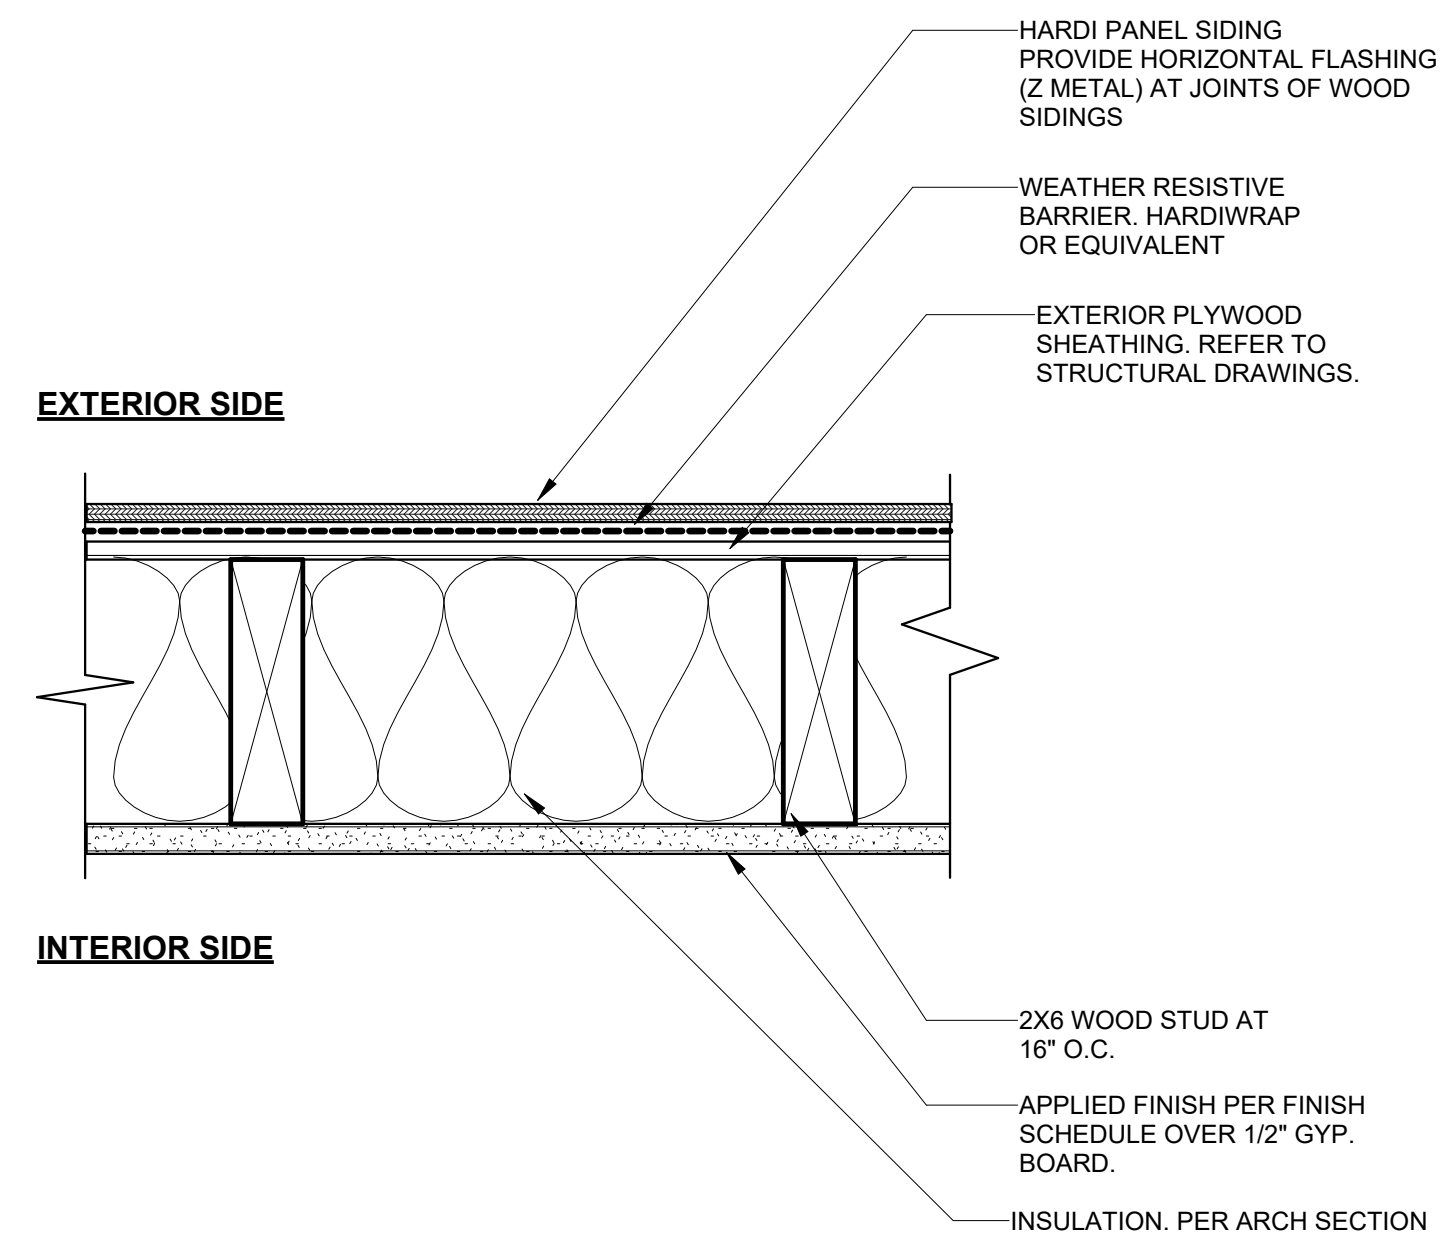 HARDI PANEL SIDING
PROVIDE HORIZONTAL FLASHING
(Z METAL) AT JOINTS OF WOOD
SIDINGS
WEATHER RESISTIVE
BARRIER. HARDIWRAP
OR EQUIVALENT
EXTERIOR PLYWOOD
SHEATHING. REFER TO
STRUCTURAL DRAWINGS.
EXTERIOR SIDE
INTERIOR SIDE
2X6 WOOD STUD AT
16" O.C.
APPLIED FINISH PER FINISH
SCHEDULE OVER 1/2" GYP.
BOARD.
INSULATION. PER ARCH SECTION